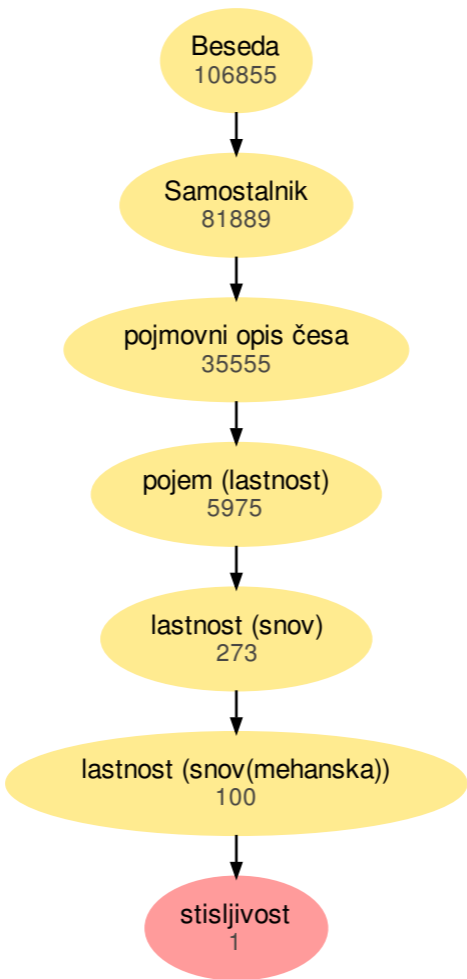 Beseda
106855
Samostalnik
81889
pojmovni opis česa
35555
pojem (lastnost)
5975
lastnost (snov)
273
lastnost (snov(mehanska))
100
stisljivost
1